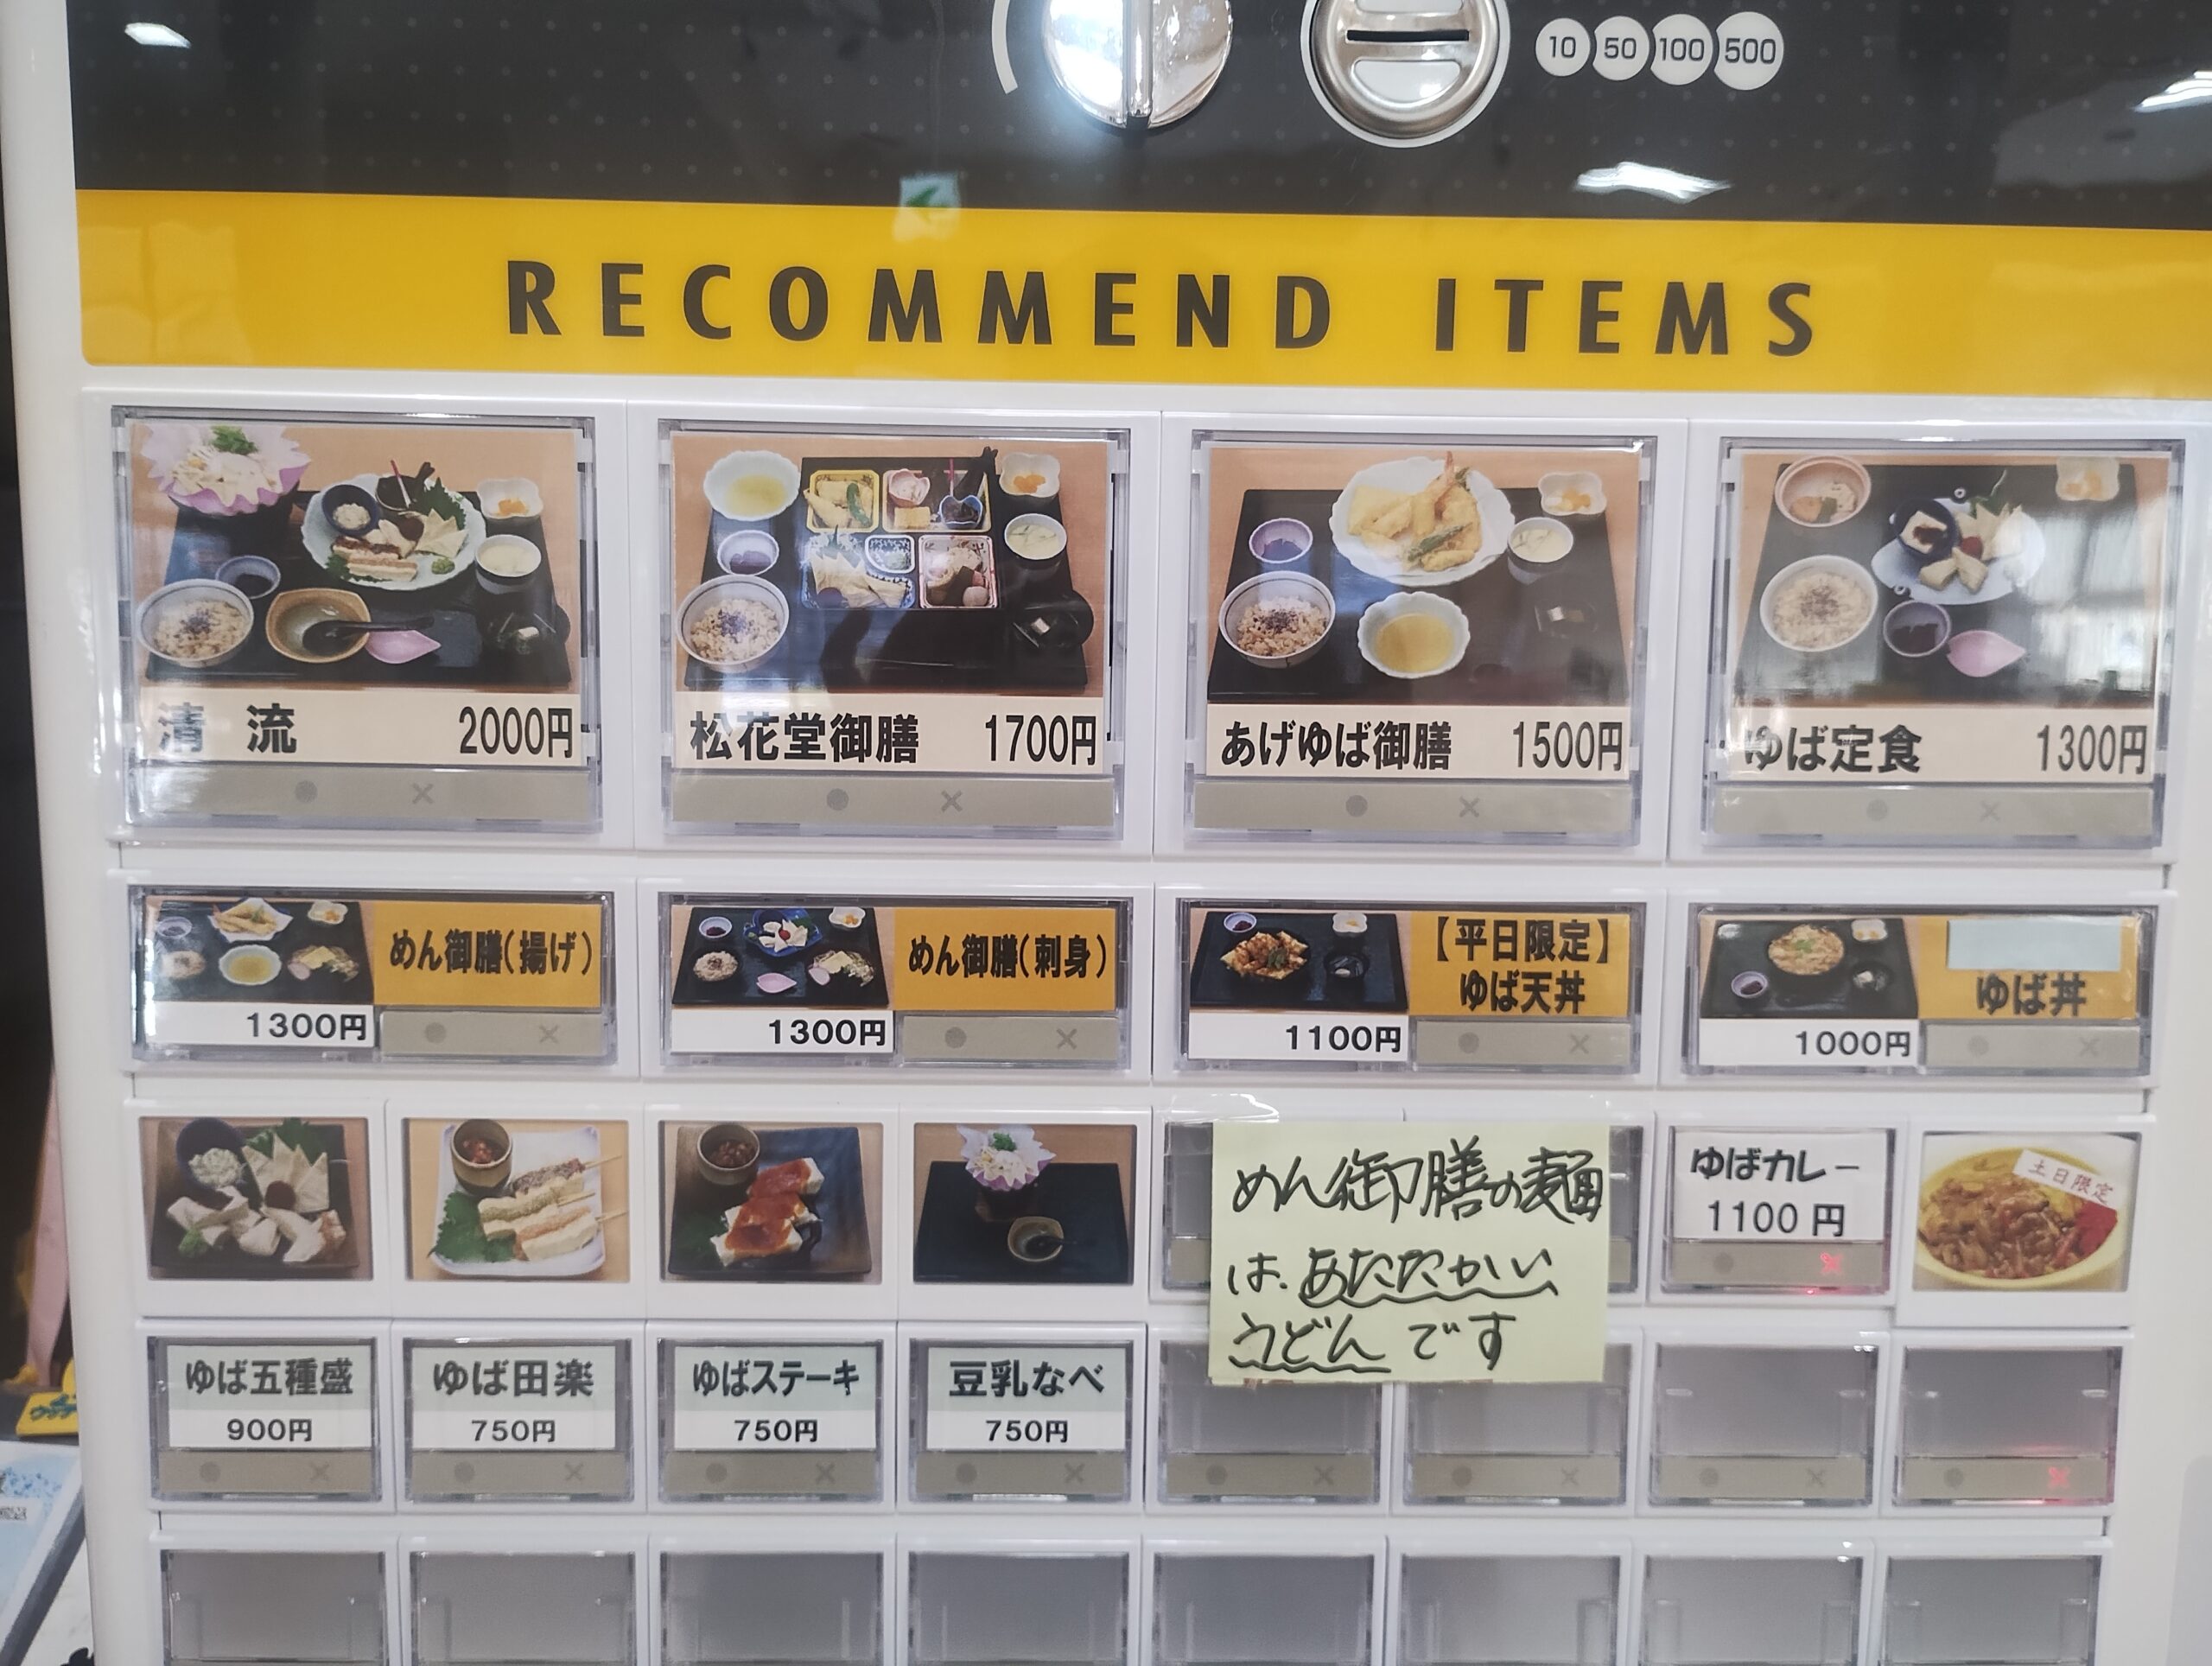 10 50 100 500
RECOMMEND ITEMS
清 流 2000円
松花堂御膳 1700円
あげゆば御膳 1500円
ゆば定食 1300円
めん御膳(揚げ)
1300円
めん御膳(刺身)
1300円
【平日限定】
ゆば天丼
1100円
ゆば丼
1000円
めん御膳の麺
は、あたたかい
うどんです
ゆばカレー
1100円
土日限定
ゆば五種盛
900円
ゆば田楽
750円
ゆばステーキ
750円
豆乳なべ
750円